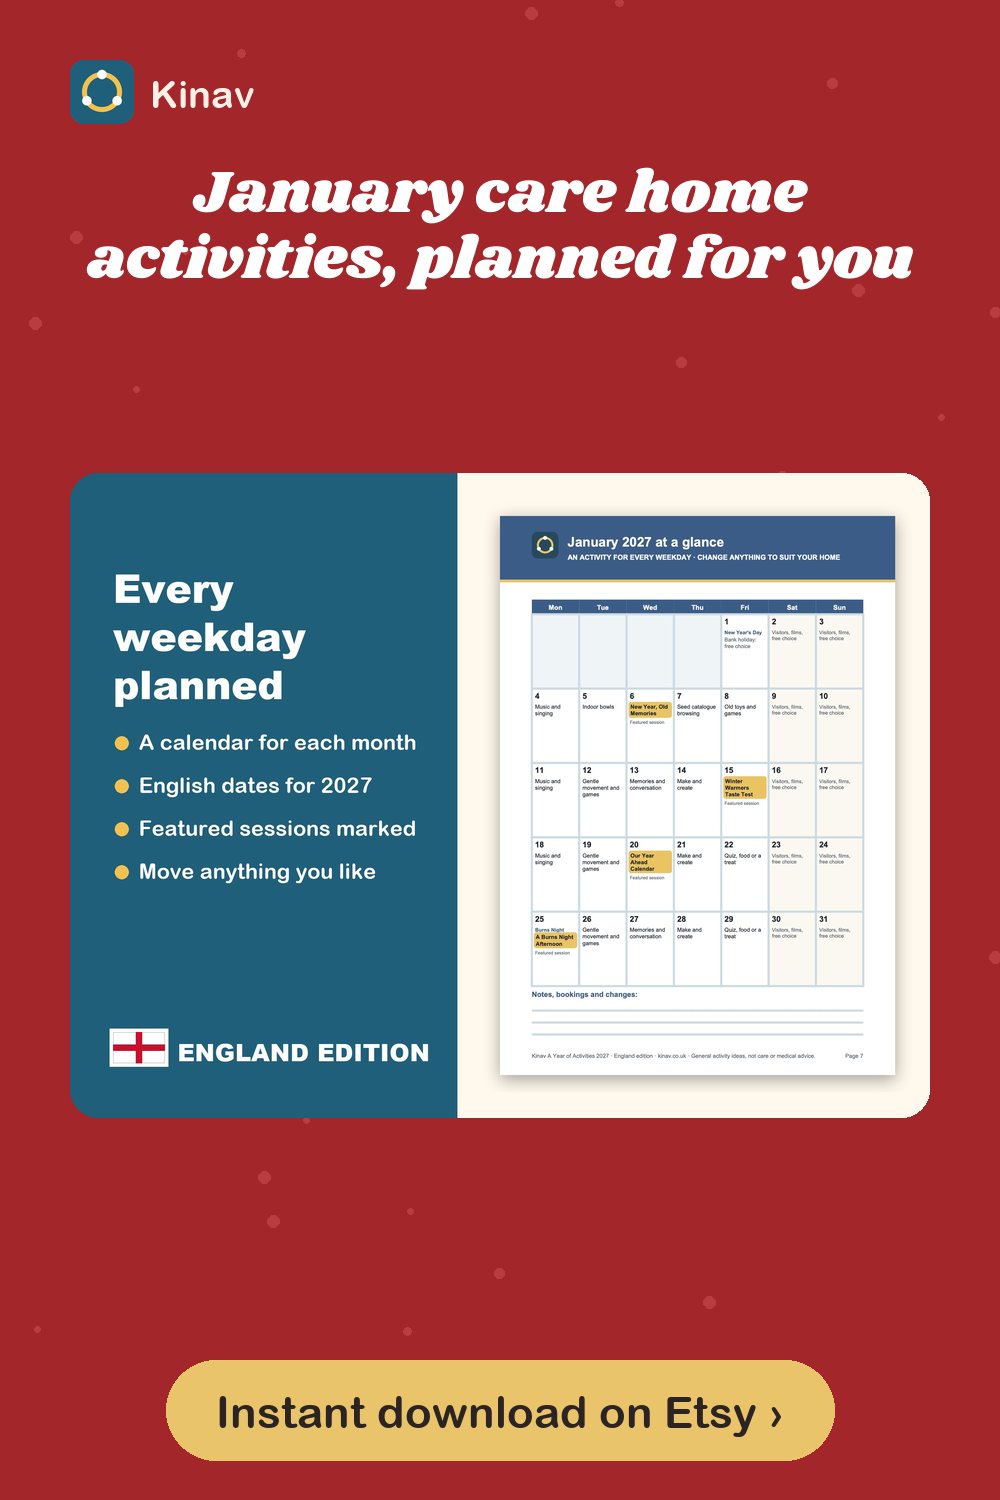 Kinav
January care home
activities, planned for you
Every
weekday
planned
A calendar for each month
English dates for 2027
Featured sessions marked
Move anything you like
ENGLAND EDITION
January 2027 at a glance
AN ACTIVITY FOR EVERY WEEKDAY · CHANGE ANYTHING TO SUIT YOUR HOME
Mon Tue Wed Thu Fri Sat Sun
1
New Year's Day
Bank holiday:
free choice
2
Visitors, films,
free choice
3
Visitors, films,
free choice
4
Music and
singing
5
Indoor bowls
6
New Year, Old
Memories
Featured session
7
Seed catalogue
browsing
8
Old toys and
games
9
Visitors, films,
free choice
10
Visitors, films,
free choice
11
Music and
singing
12
Gentle
movement and
games
13
Memories and
conversation
14
Make and
create
15
Winter
Warmers
Taste Test
Featured session
16
Visitors, films,
free choice
17
Visitors, films,
free choice
18
Music and
singing
19
Gentle
movement and
games
20
Our Year
Ahead
Calendar
Featured session
21
Make and
create
22
Quiz, food or a
treat
23
Visitors, films,
free choice
24
Visitors, films,
free choice
25
Burns Night
A Burns Night
Afternoon
Featured session
26
Gentle
movement and
games
27
Memories and
conversation
28
Make and
create
29
Quiz, food or a
treat
30
Visitors, films,
free choice
31
Visitors, films,
free choice
Notes, bookings and changes:
Kinav A Year of Activities 2027 · England edition · kinav.co.uk · General activity ideas, not care or medical advice. Page 7
Instant download on Etsy ›